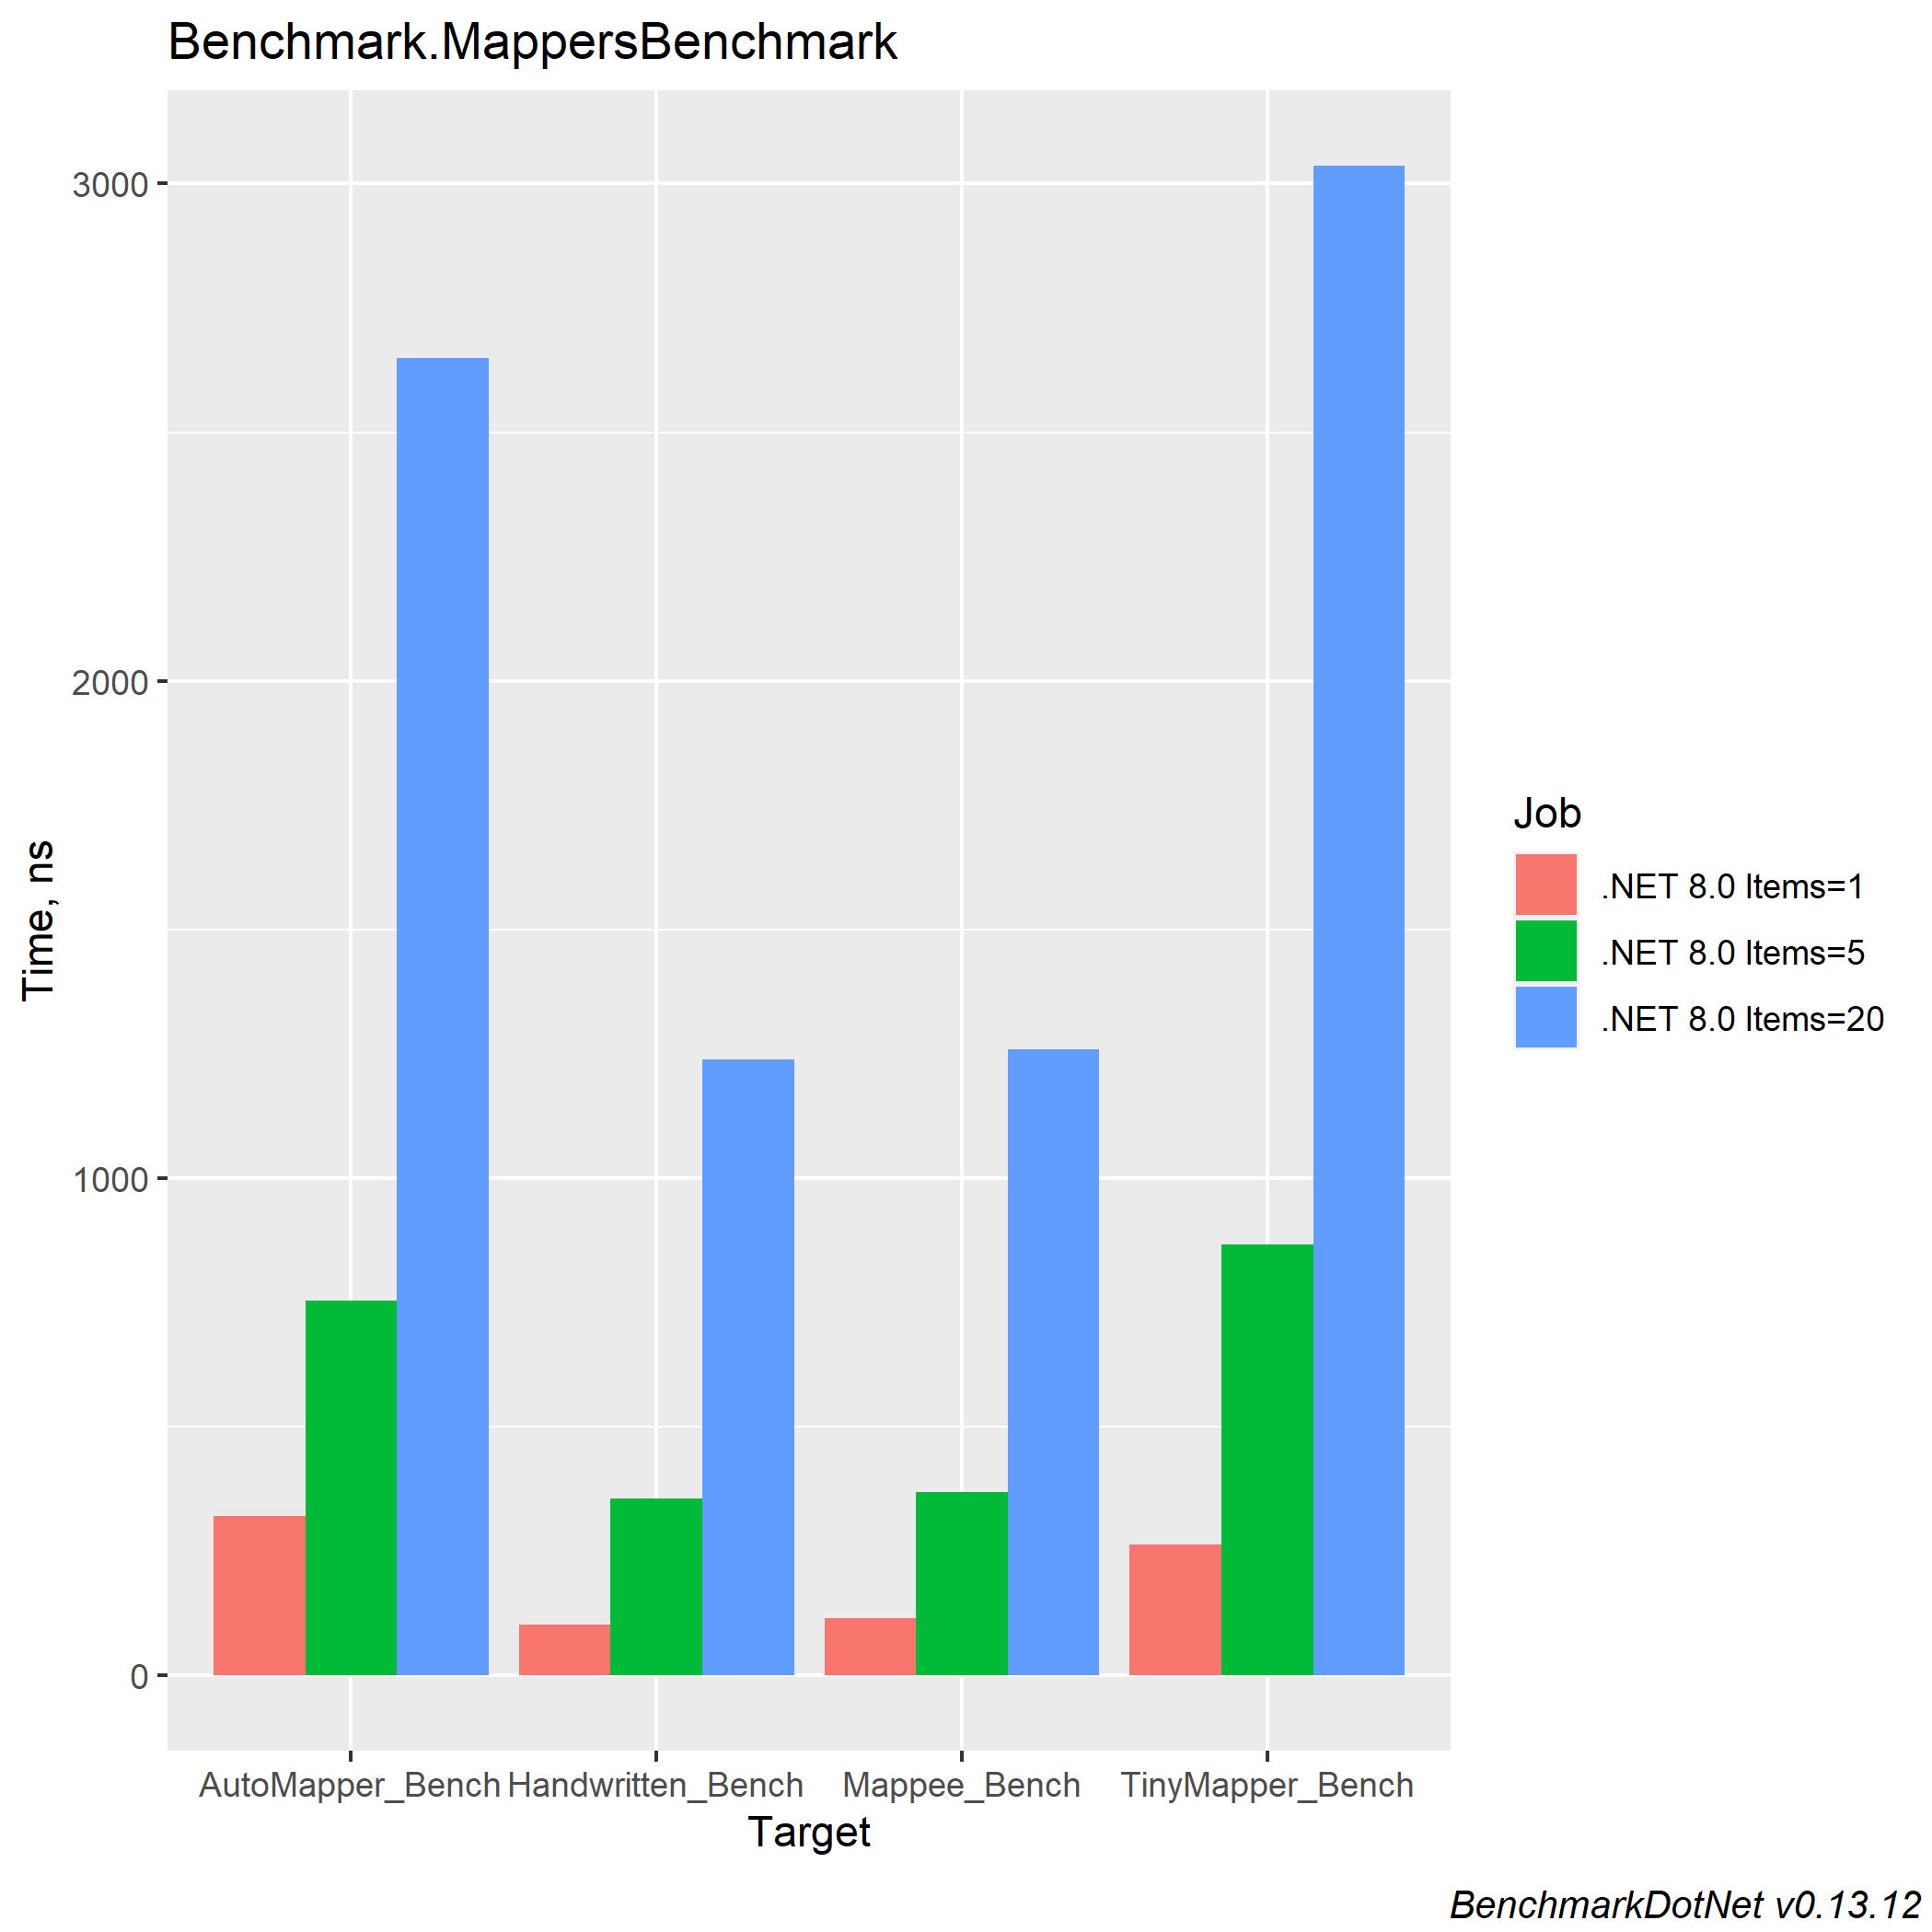 Benchmark.MappersBenchmark
Time, ns
3000
2000
1000
0
AutoMapper_Bench
Handwritten_Bench
Mappee_Bench
TinyMapper_Bench
Target
Job
.NET 8.0 Items=1
.NET 8.0 Items=5
.NET 8.0 Items=20
BenchmarkDotNet v0.13.12